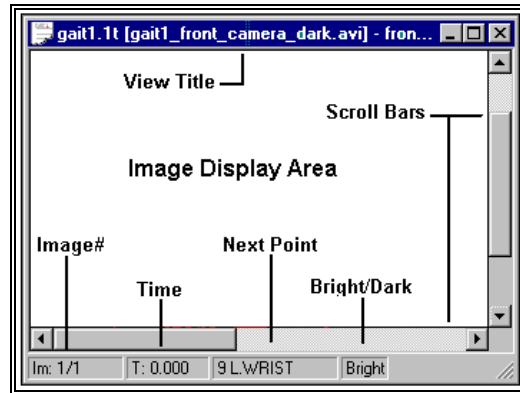 gait1.1t [gait1_front_camera_dark.avi] - fron...
View Title
Scroll Bars
Image Display Area
Image#
Next Point
Time
Bright/Dark
Im: 1/1
T: 0.000
9 L.WRIST
Bright